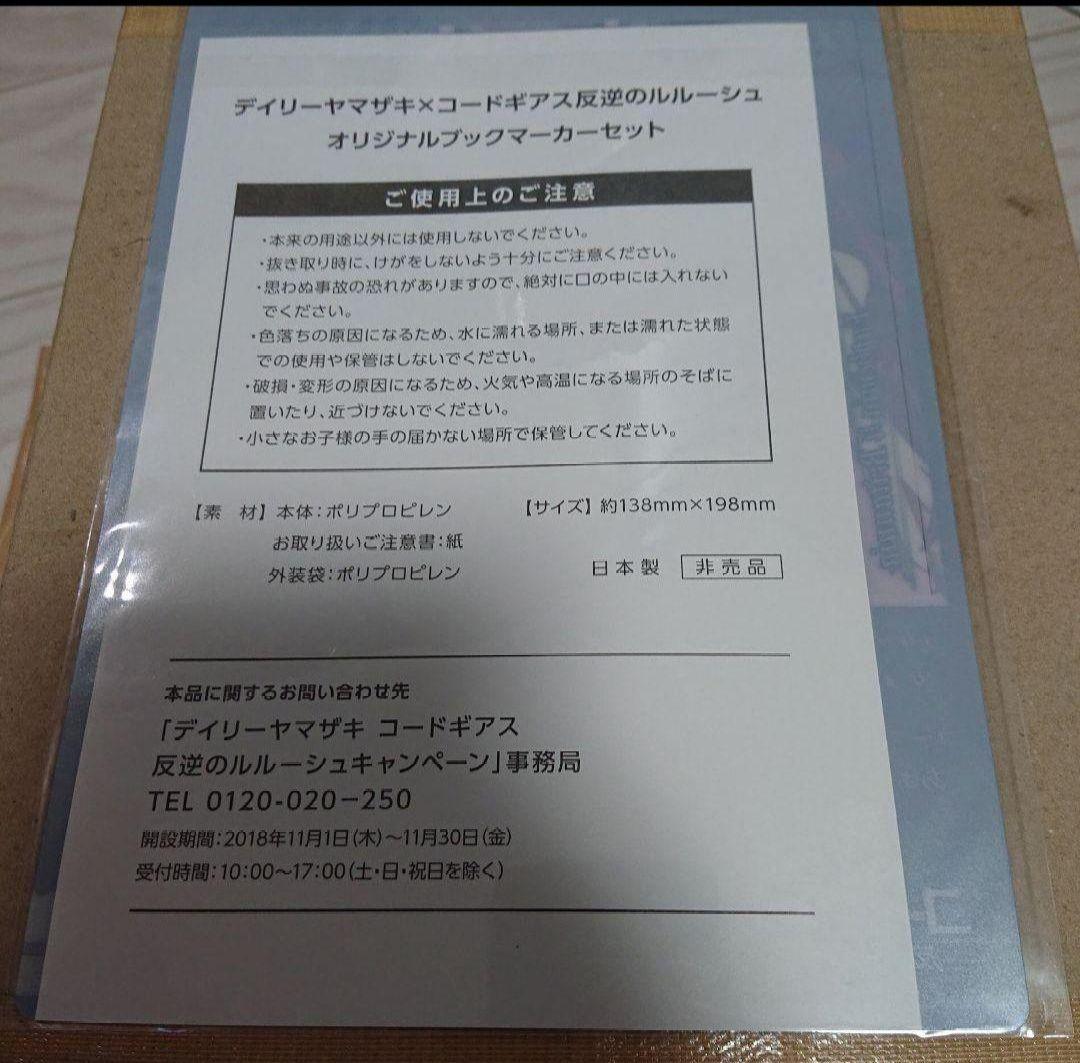 デイリーヤマザキ×コードギアス反逆のルルーシュ
オリジナルブックマーカーセット
ご使用上のご注意
・本来の用途以外には使用しないでください。
・抜き取り時に、けがをしないよう十分にご注意ください。
・思わぬ事故の恐れがありますので、絶対に口の中には入れない
でください。
・色落ちの原因になるため、水に濡れる場所、または濡れた状態
での使用や保管はしないでください。
・破損・変形の原因になるため、火気や高温になる場所のそばに
置いたり、近づけないでください。
・小さなお子様の手の届かない場所で保管してください。
【素　材】本体：ポリプロピレン　【サイズ】約138mm×198mm
お取り扱いご注意書：紙
外装袋：ポリプロピレン　日本製　非売品
本品に関するお問い合わせ先
「デイリーヤマザキ コードギアス
反逆のルルーシュキャンペーン」事務局
TEL 0120-020-250
開設期間：2018年11月1日（木）～11月30日（金）
受付時間：10：00～17：00（土・日・祝日を除く）